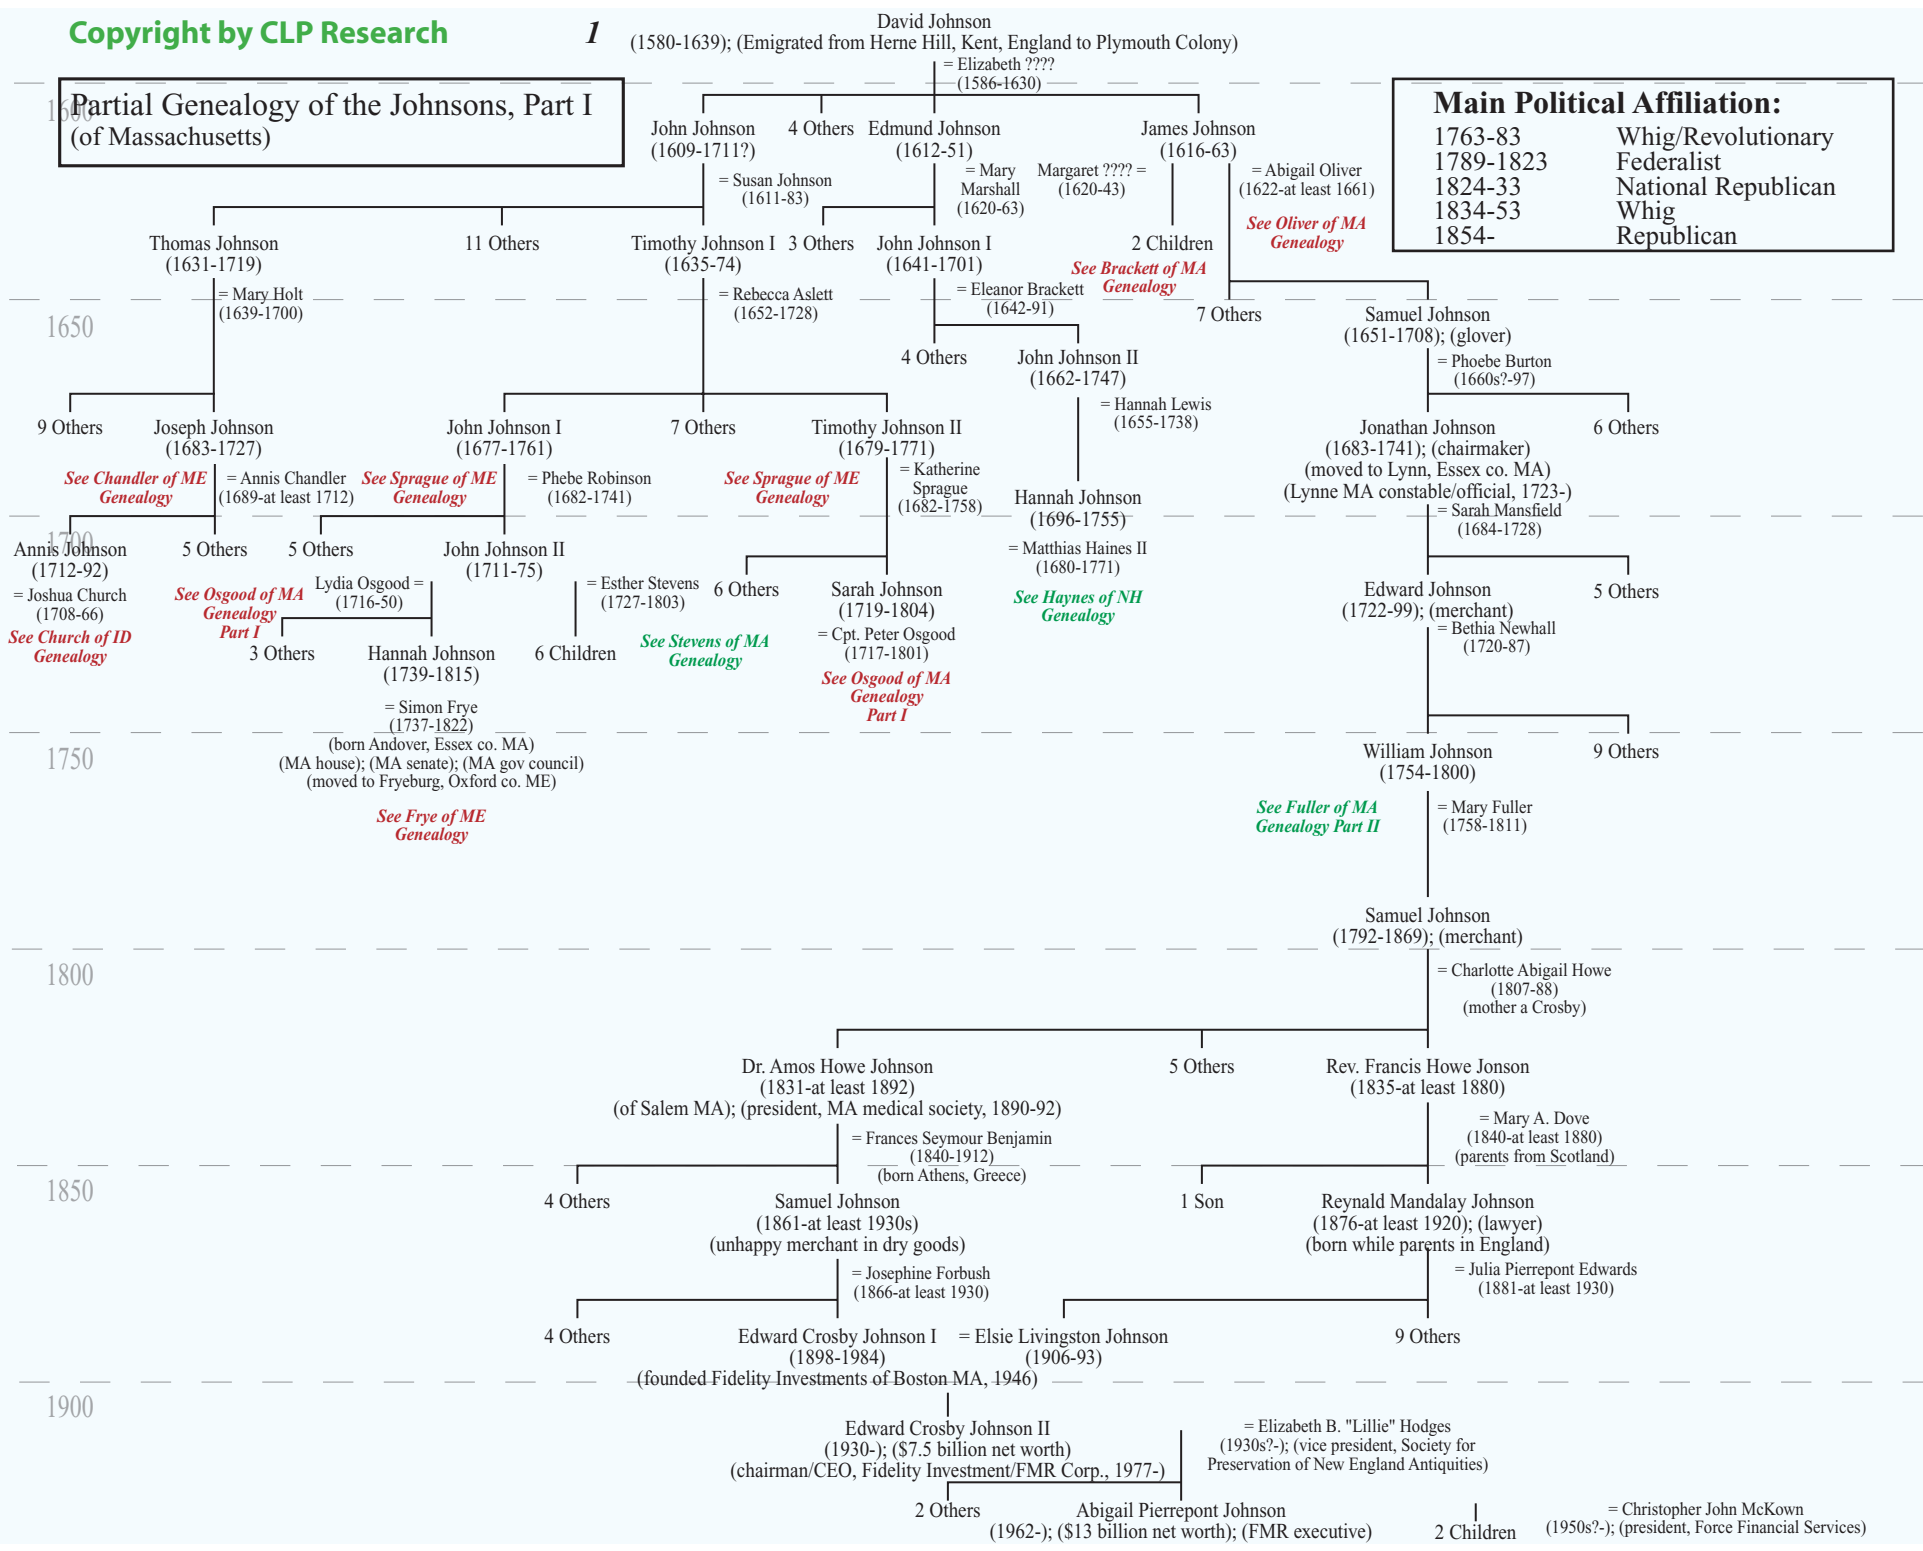 Copyright by CLP Research
1
David Johnson
(1580-1639); (Emigrated from Herne Hill, Kent, England to Plymouth Colony)
= Elizabeth ????
(1586-1630)
Partial Genealogy of the Johnsons, Part I
(of Massachusetts)
Main Political Affiliation:
1763-83 Whig/Revolutionary
1789-1823 Federalist
1824-33 National Republican
1834-53 Whig
1854- Republican
1600
John Johnson
(1609-1711?)
4 Others
Edmund Johnson
(1612-51)
James Johnson
(1616-63)
= Susan Johnson
(1611-83)
= Mary
Marshall
(1620-63)
Margaret ???? =
(1620-43)
= Abigail Oliver
(1622-at least 1661)
See Oliver of MA
Genealogy
Thomas Johnson
(1631-1719)
11 Others
Timothy Johnson I
(1635-74)
3 Others
John Johnson I
(1641-1701)
2 Children
See Brackett of MA
Genealogy
= Mary Holt
(1639-1700)
= Rebecca Aslett
(1652-1728)
= Eleanor Brackett
(1642-91)
7 Others
Samuel Johnson
(1651-1708); (glover)
1650
4 Others
John Johnson II
(1662-1747)
= Phoebe Burton
(1660s?-97)
= Hannah Lewis
(1655-1738)
9 Others
Joseph Johnson
(1683-1727)
John Johnson I
(1677-1761)
7 Others
Timothy Johnson II
(1679-1771)
Jonathan Johnson
(1683-1741); (chairmaker)
(moved to Lynn, Essex co. MA)
(Lynne MA constable/official, 1723-)
6 Others
See Chandler of ME
Genealogy
= Annis Chandler
(1689-at least 1712)
See Sprague of ME
Genealogy
= Phebe Robinson
(1682-1741)
See Sprague of ME
Genealogy
= Katherine
Sprague
(1682-1758)
Hannah Johnson
(1696-1755)
= Sarah Mansfield
(1684-1728)
1700
Annis Johnson
(1712-92)
5 Others
5 Others
John Johnson II
(1711-75)
= Matthias Haines II
(1680-1771)
See Haynes of NH
Genealogy
= Joshua Church
(1708-66)
See Church of ID
Genealogy
See Osgood of MA
Genealogy
Part I
Lydia Osgood =
(1716-50)
= Esther Stevens
(1727-1803)
See Stevens of MA
Genealogy
6 Others
Sarah Johnson
(1719-1804)
= Cpt. Peter Osgood
(1717-1801)
See Osgood of MA
Genealogy
Part I
Edward Johnson
(1722-99); (merchant)
5 Others
= Bethia Newhall
(1720-87)
3 Others
Hannah Johnson
(1739-1815)
6 Children
= Simon Frye
(1737-1822)
(born Andover, Essex co. MA)
(MA house); (MA senate); (MA gov council)
(moved to Fryeburg, Oxford co. ME)
See Frye of ME
Genealogy
1750
William Johnson
(1754-1800)
9 Others
See Fuller of MA
Genealogy Part II
= Mary Fuller
(1758-1811)
Samuel Johnson
(1792-1869); (merchant)
1800
= Charlotte Abigail Howe
(1807-88)
(mother a Crosby)
Dr. Amos Howe Johnson
(1831-at least 1892)
(of Salem MA); (president, MA medical society, 1890-92)
5 Others
Rev. Francis Howe Jonson
(1835-at least 1880)
= Frances Seymour Benjamin
(1840-1912)
(born Athens, Greece)
= Mary A. Dove
(1840-at least 1880)
(parents from Scotland)
1850
4 Others
Samuel Johnson
(1861-at least 1930s)
(unhappy merchant in dry goods)
1 Son
Reynald Mandalay Johnson
(1876-at least 1920); (lawyer)
(born while parents in England)
= Josephine Forbush
(1866-at least 1930)
= Julia Pierrepont Edwards
(1881-at least 1930)
4 Others
Edward Crosby Johnson I
(1898-1984)
(founded Fidelity Investments of Boston MA, 1946)
= Elsie Livingston Johnson
(1906-93)
9 Others
1900
Edward Crosby Johnson II
(1930-); ($7.5 billion net worth)
(chairman/CEO, Fidelity Investment/FMR Corp., 1977-)
= Elizabeth B. "Lillie" Hodges
(1930s?-); (vice president, Society for
Preservation of New England Antiquities)
2 Others
Abigail Pierrepont Johnson
(1962-); ($13 billion net worth); (FMR executive)
2 Children
= Christopher John McKown
(1950s?-); (president, Force Financial Services)